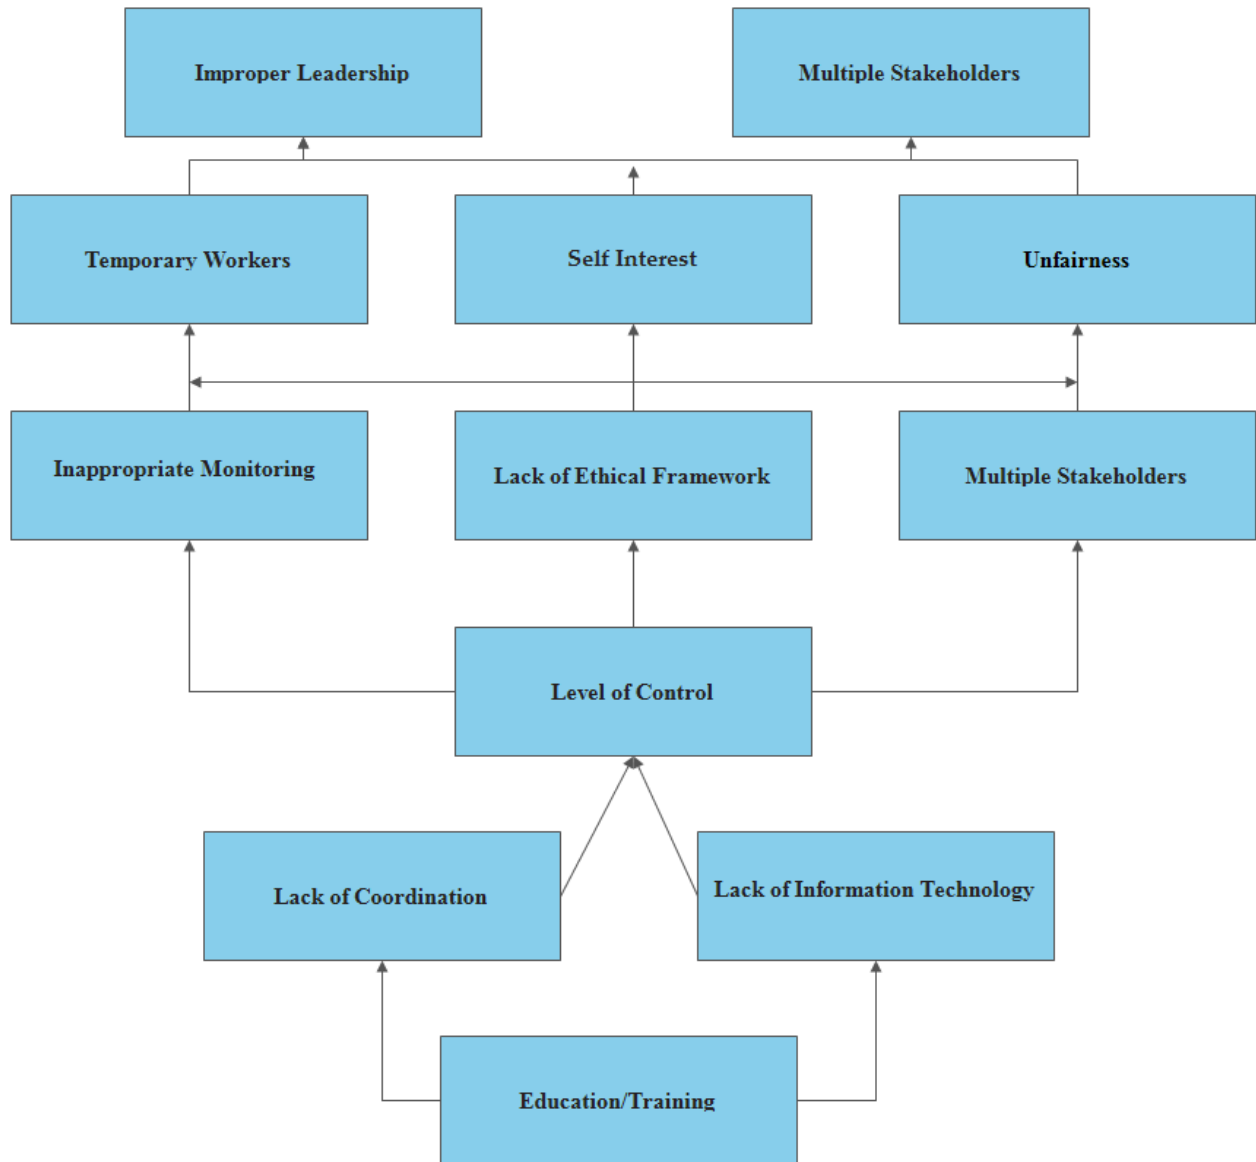 Improper Leadership
Multiple Stakeholders
Temporary Workers
Self Interest
Unfairness
Inappropriate Monitoring
Lack of Ethical Framework
Multiple Stakeholders
Level of Control
Lack of Coordination
Lack of Information Technology
Education/Training